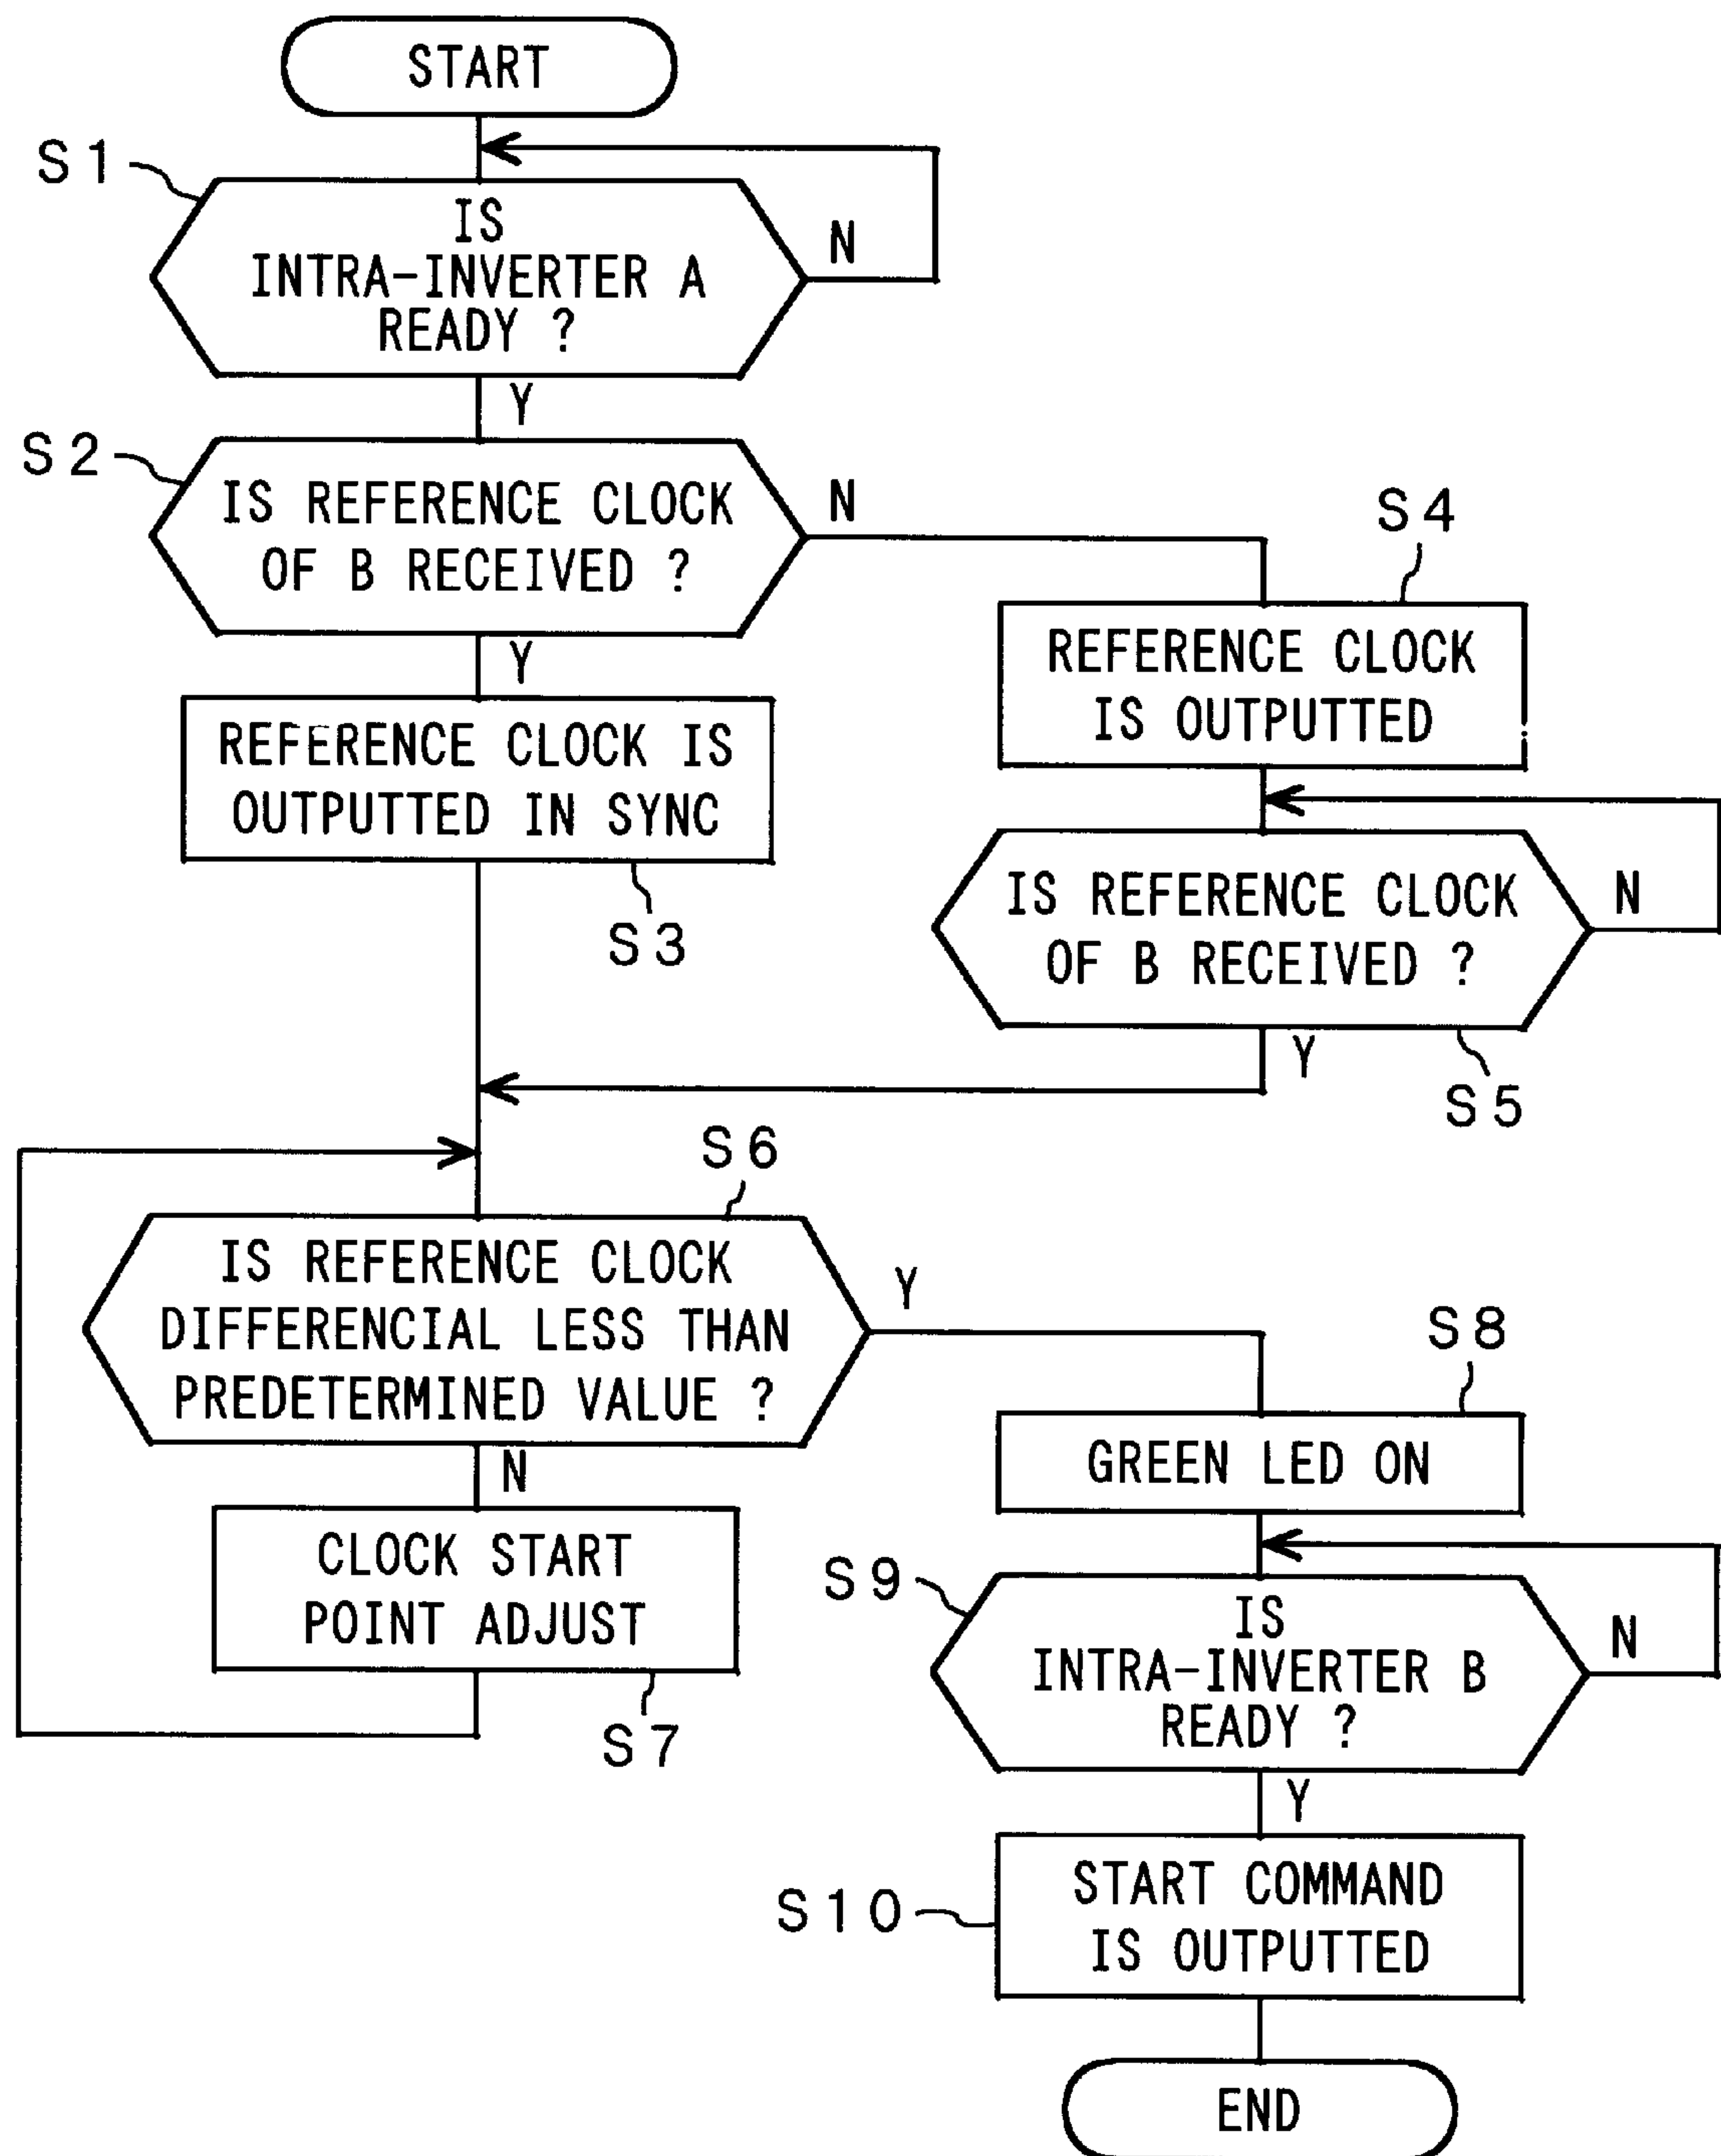 START
S1
IS
INTRA-INVERTER A
READY ?
N
Y
S2
IS REFERENCE CLOCK
OF B RECEIVED ?
N
Y
S4
REFERENCE CLOCK
IS OUTPUTTED
REFERENCE CLOCK IS
OUTPUTTED IN SYNC
S3
IS REFERENCE CLOCK
OF B RECEIVED ?
N
Y
S5
S6
IS REFERENCE CLOCK
DIFFERENCIAL LESS THAN
PREDETERMINED VALUE ?
Y
N
S8
GREEN LED ON
CLOCK START
POINT ADJUST
S7
S9
IS
INTRA-INVERTER B
READY ?
N
Y
S10
START COMMAND
IS OUTPUTTED
END